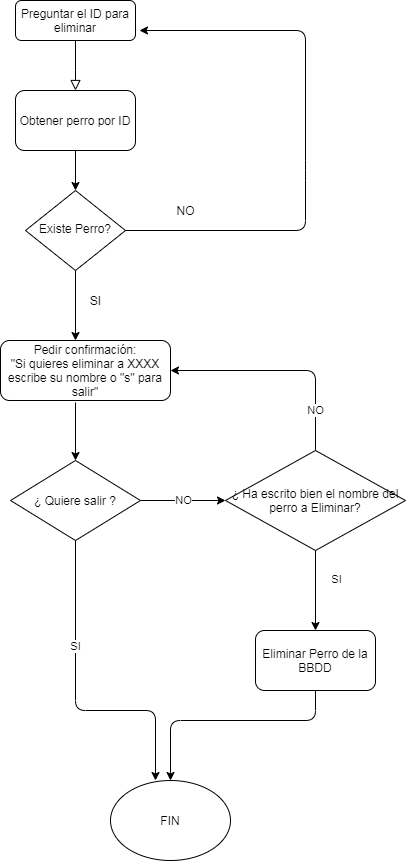 Preguntar el ID para
eliminar
Obtener perro por ID
Existe Perro?
NO
SI
Pedir confirmación:
"Si quieres eliminar a XXXX
escribe su nombre o "s" para
salir"
NO
¿ Quiere salir ?
NO
¿ Ha escrito bien el nombre del
perro a Eliminar?
SI
SI
Eliminar Perro de la
BBDD
FIN